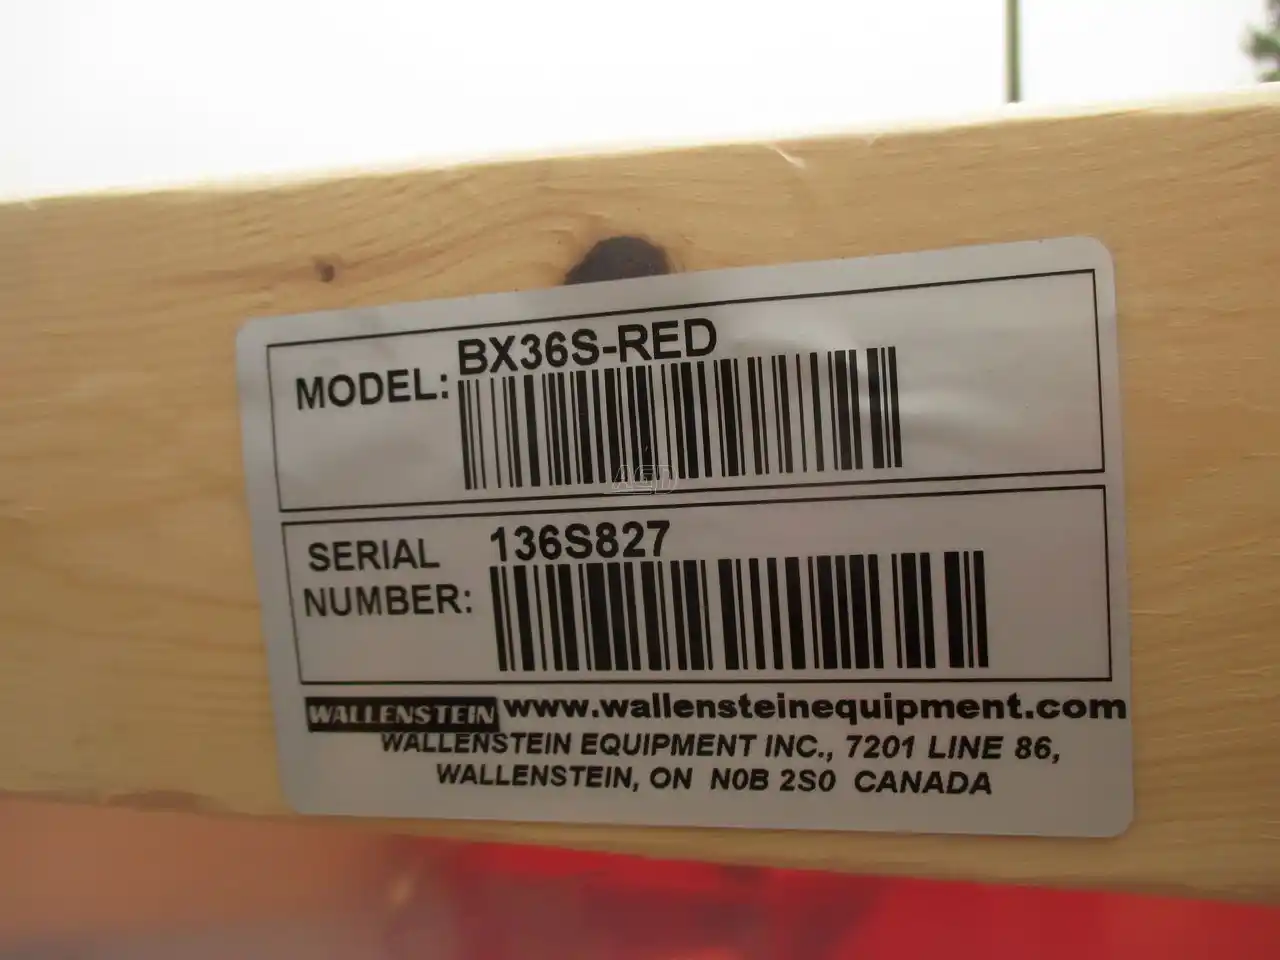 MODEL: BX36S-RED
AGD
SERIAL NUMBER: 136S827
WALLENSTEIN www.wallensteinequipment.com
WALLENSTEIN EQUIPMENT INC., 7201 LINE 86,
WALLENSTEIN, ON N0B 2S0 CANADA